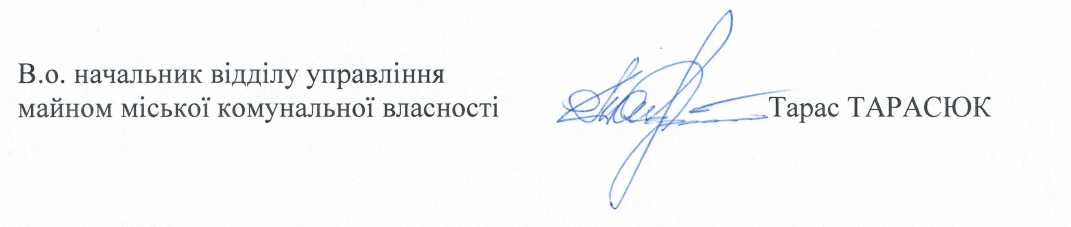 В.о. начальник відділу управління
майном міської комунальної власності Тарас ТАРАСЮК